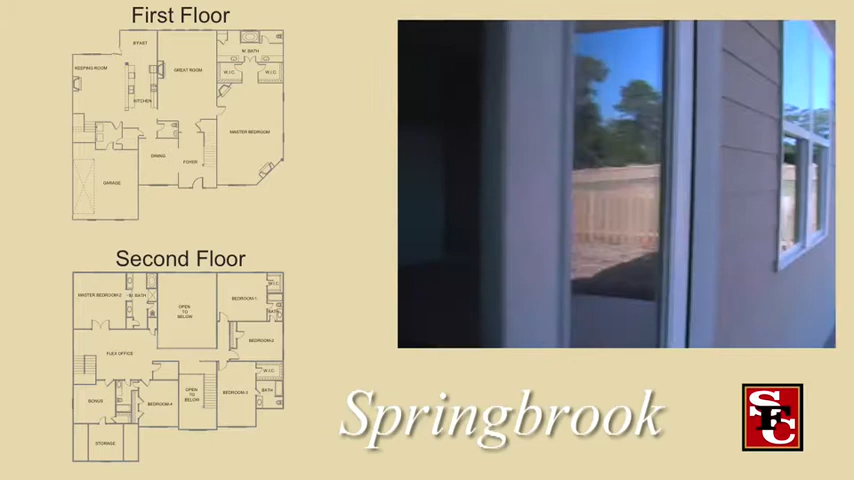 First Floor
B'FAST
KEEPING ROOM
GREAT ROOM
M. BATH
W.I.C.
W.I.C.
KITCHEN
MASTER BEDROOM
DINING
FOYER
GARAGE
Second Floor
MASTER BEDROOM-2
M. BATH
OPEN
TO
BELOW
BEDROOM-1
W.I.C.
BATH
BEDROOM-2
FLEX OFFICE
W.I.C.
BONUS
BEDROOM-4
OPEN
TO
BELOW
BEDROOM-3
BATH
STORAGE
Springbrook
SFC